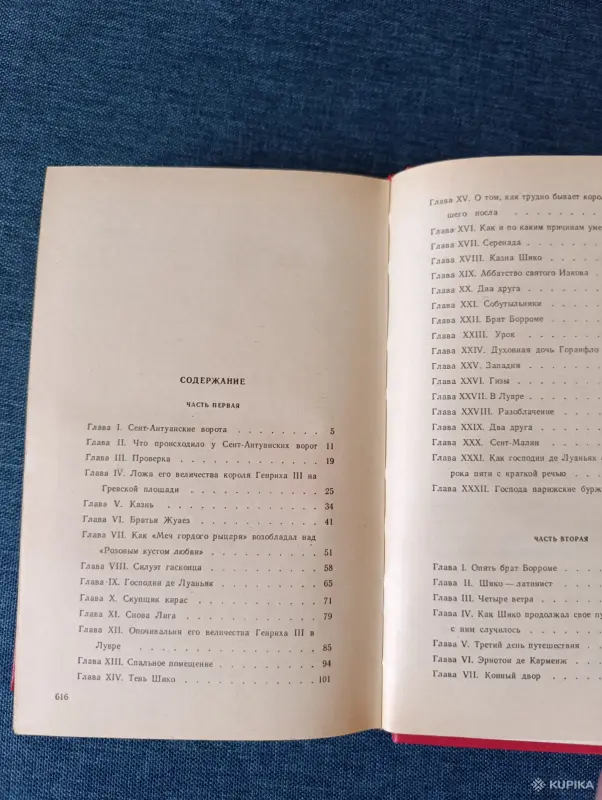 СОДЕРЖАНИЕ
ЧАСТЬ ПЕРВАЯ
Глава I. Сент-Антуанские ворота . . . . . . . . 5
Глава II. Что происходило у Сент-Антуанских ворот 11
Глава III. Проверка . . . . . . . . . . . . . 19
Глава IV. Ложа его величества короля Генриха III на
Гревской площади . . . . . . . . . . . 25
Глава V. Казнь . . . . . . . . . . . . . . . 34
Глава VI. Братья Жуаез . . . . . . . . . . . . 41
Глава VII. Как «Меч гордого рыцаря» возобладал над
«Розовым кустом любви» . . . . . . . . 51
Глава VIII. Силуэт гасконца . . . . . . . . . . 58
Глава IX. Господин де Луаньяк . . . . . . . . . 65
Глава X. Скупщик кирас . . . . . . . . . . . . 71
Глава XI. Снова Лига . . . . . . . . . . . . . 79
Глава XII. Опочивальня его величества Генриха III в
Лувре . . . . . . . . . . . . . . . 85
Глава XIII. Спальное помещение . . . . . . . . 94
Глава XIV. Тень Шико . . . . . . . . . . . . . 101
616
Глава XV. О том, как трудно бывает корол
шего посла . . . . .
Глава XVI. Как и по каким причинам уме
Глава XVII. Серенада . . . . . .
Глава XVIII. Казна Шико . . . . .
Глава XIX. Аббатство святого Иакова . . .
Глава XX. Два друга . . . . . .
Глава XXI. Собутыльники . . . . .
Глава XXII. Брат Борроме . . . . .
Глава XXIII. Урок . . . . . .
Глава XXIV. Духовная дочь Горанфло
Глава XXV. Западня . . . . . .
Глава XXVI. Гизы . . . . . .
Глава XXVII. В Лувре . . . . . .
Глава XXVIII. Разоблачение . . . .
Глава XXIX. Два друга . . . . .
Глава XXX. Сент-Малин . . . . .
Глава XXXI. Как господин де Луаньяк о
рока пяти с краткой речью . .
Глава XXXII. Господа парижские бурж
ЧАСТЬ ВТОРАЯ
Глава I. Опять брат Борроме . . . .
Глава II. Шико — латинист . . . . .
Глава III. Четыре ветра . . . . .
Глава IV. Как Шико продолжал свое пу
с ним случилось . . . . .
Глава V. Третий день путешествия . . .
Глава VI. Эрнотон де Карменж . . .
Глава VII. Конный двор . . . . .
KUPIKA